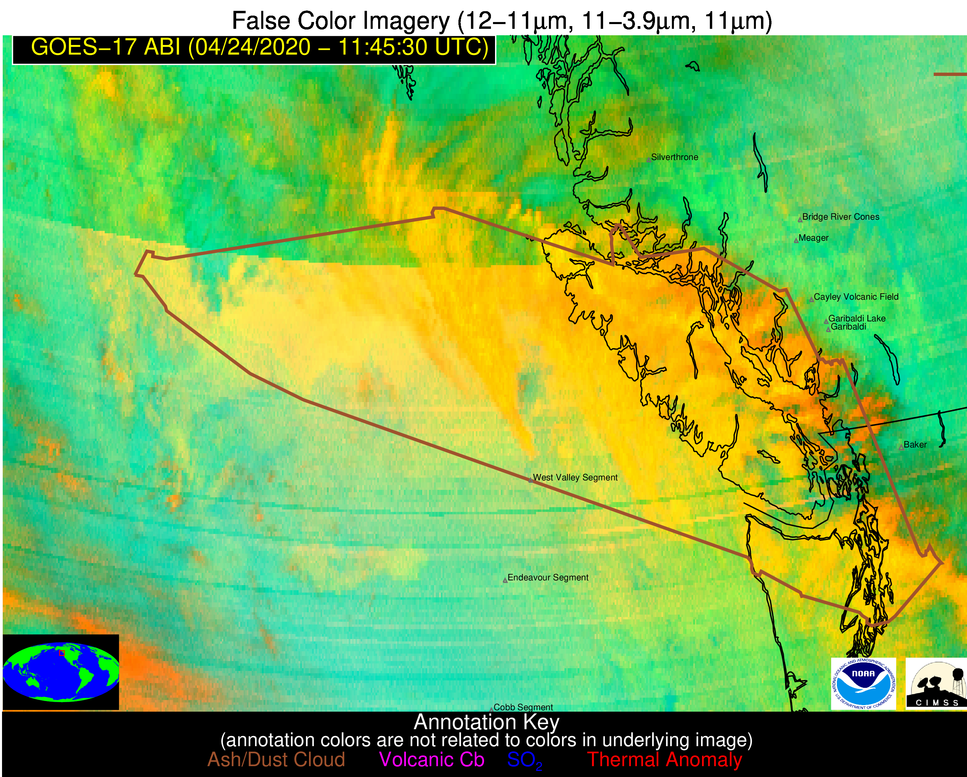 False Color Imagery (12−11μm, 11−3.9μm, 11μm)
GOES−17 ABI (04/24/2020 − 11:45:30 UTC)
Silverthrone
Bridge River Cones
Meager
Cayley Volcanic Field
Garibaldi Lake
Garibaldi
Baker
West Valley Segment
Endeavour Segment
Cobb Segment
NOAA
CIMSS
Annotation Key
(annotation colors are not related to colors in underlying image)
Ash/Dust Cloud Volcanic Cb SO₂ Thermal Anomaly